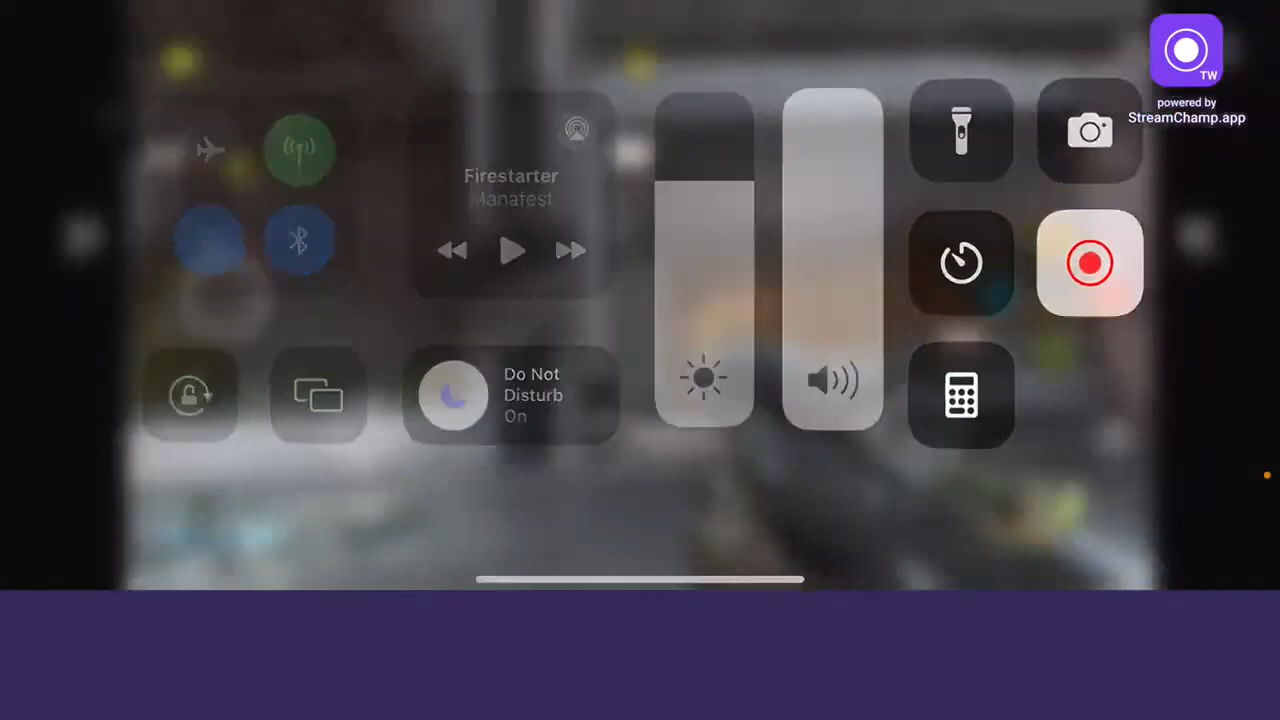 TW
powered by
StreamChamp.app
Firestarter
Manafest
Do Not
Disturb
On